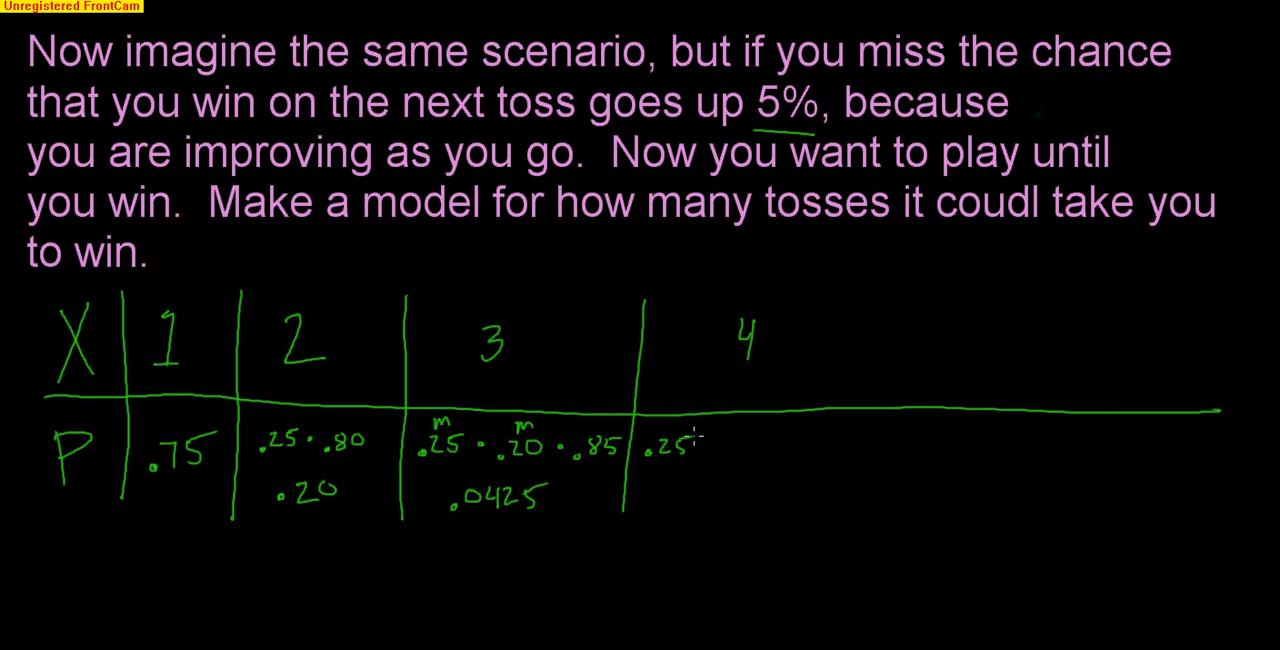 Unregistered FrontCam
Now imagine the same scenario, but if you miss the chance
that you win on the next toss goes up 5%, because
you are improving as you go.  Now you want to play until
you win.  Make a model for how many tosses it coudl take you
to win.
X 1 2 3 4
m m
P .75 .25 · .80 .25 · .20 · .85 .25
.20 .0425